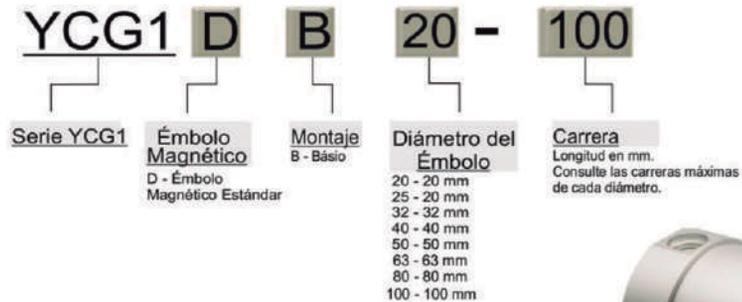 YCG1 D B 20 - 100
Serie YCG1
Émbolo
Magnético
D - Émbolo
Magnético Estándar
Montaje
B - Básio
Diámetro del
Émbolo
20 - 20 mm
25 - 20 mm
32 - 32 mm
40 - 40 mm
50 - 50 mm
63 - 63 mm
80 - 80 mm
100 - 100 mm
Carrera
Longitud en mm.
Consulte las carreras máximas
de cada diámetro.